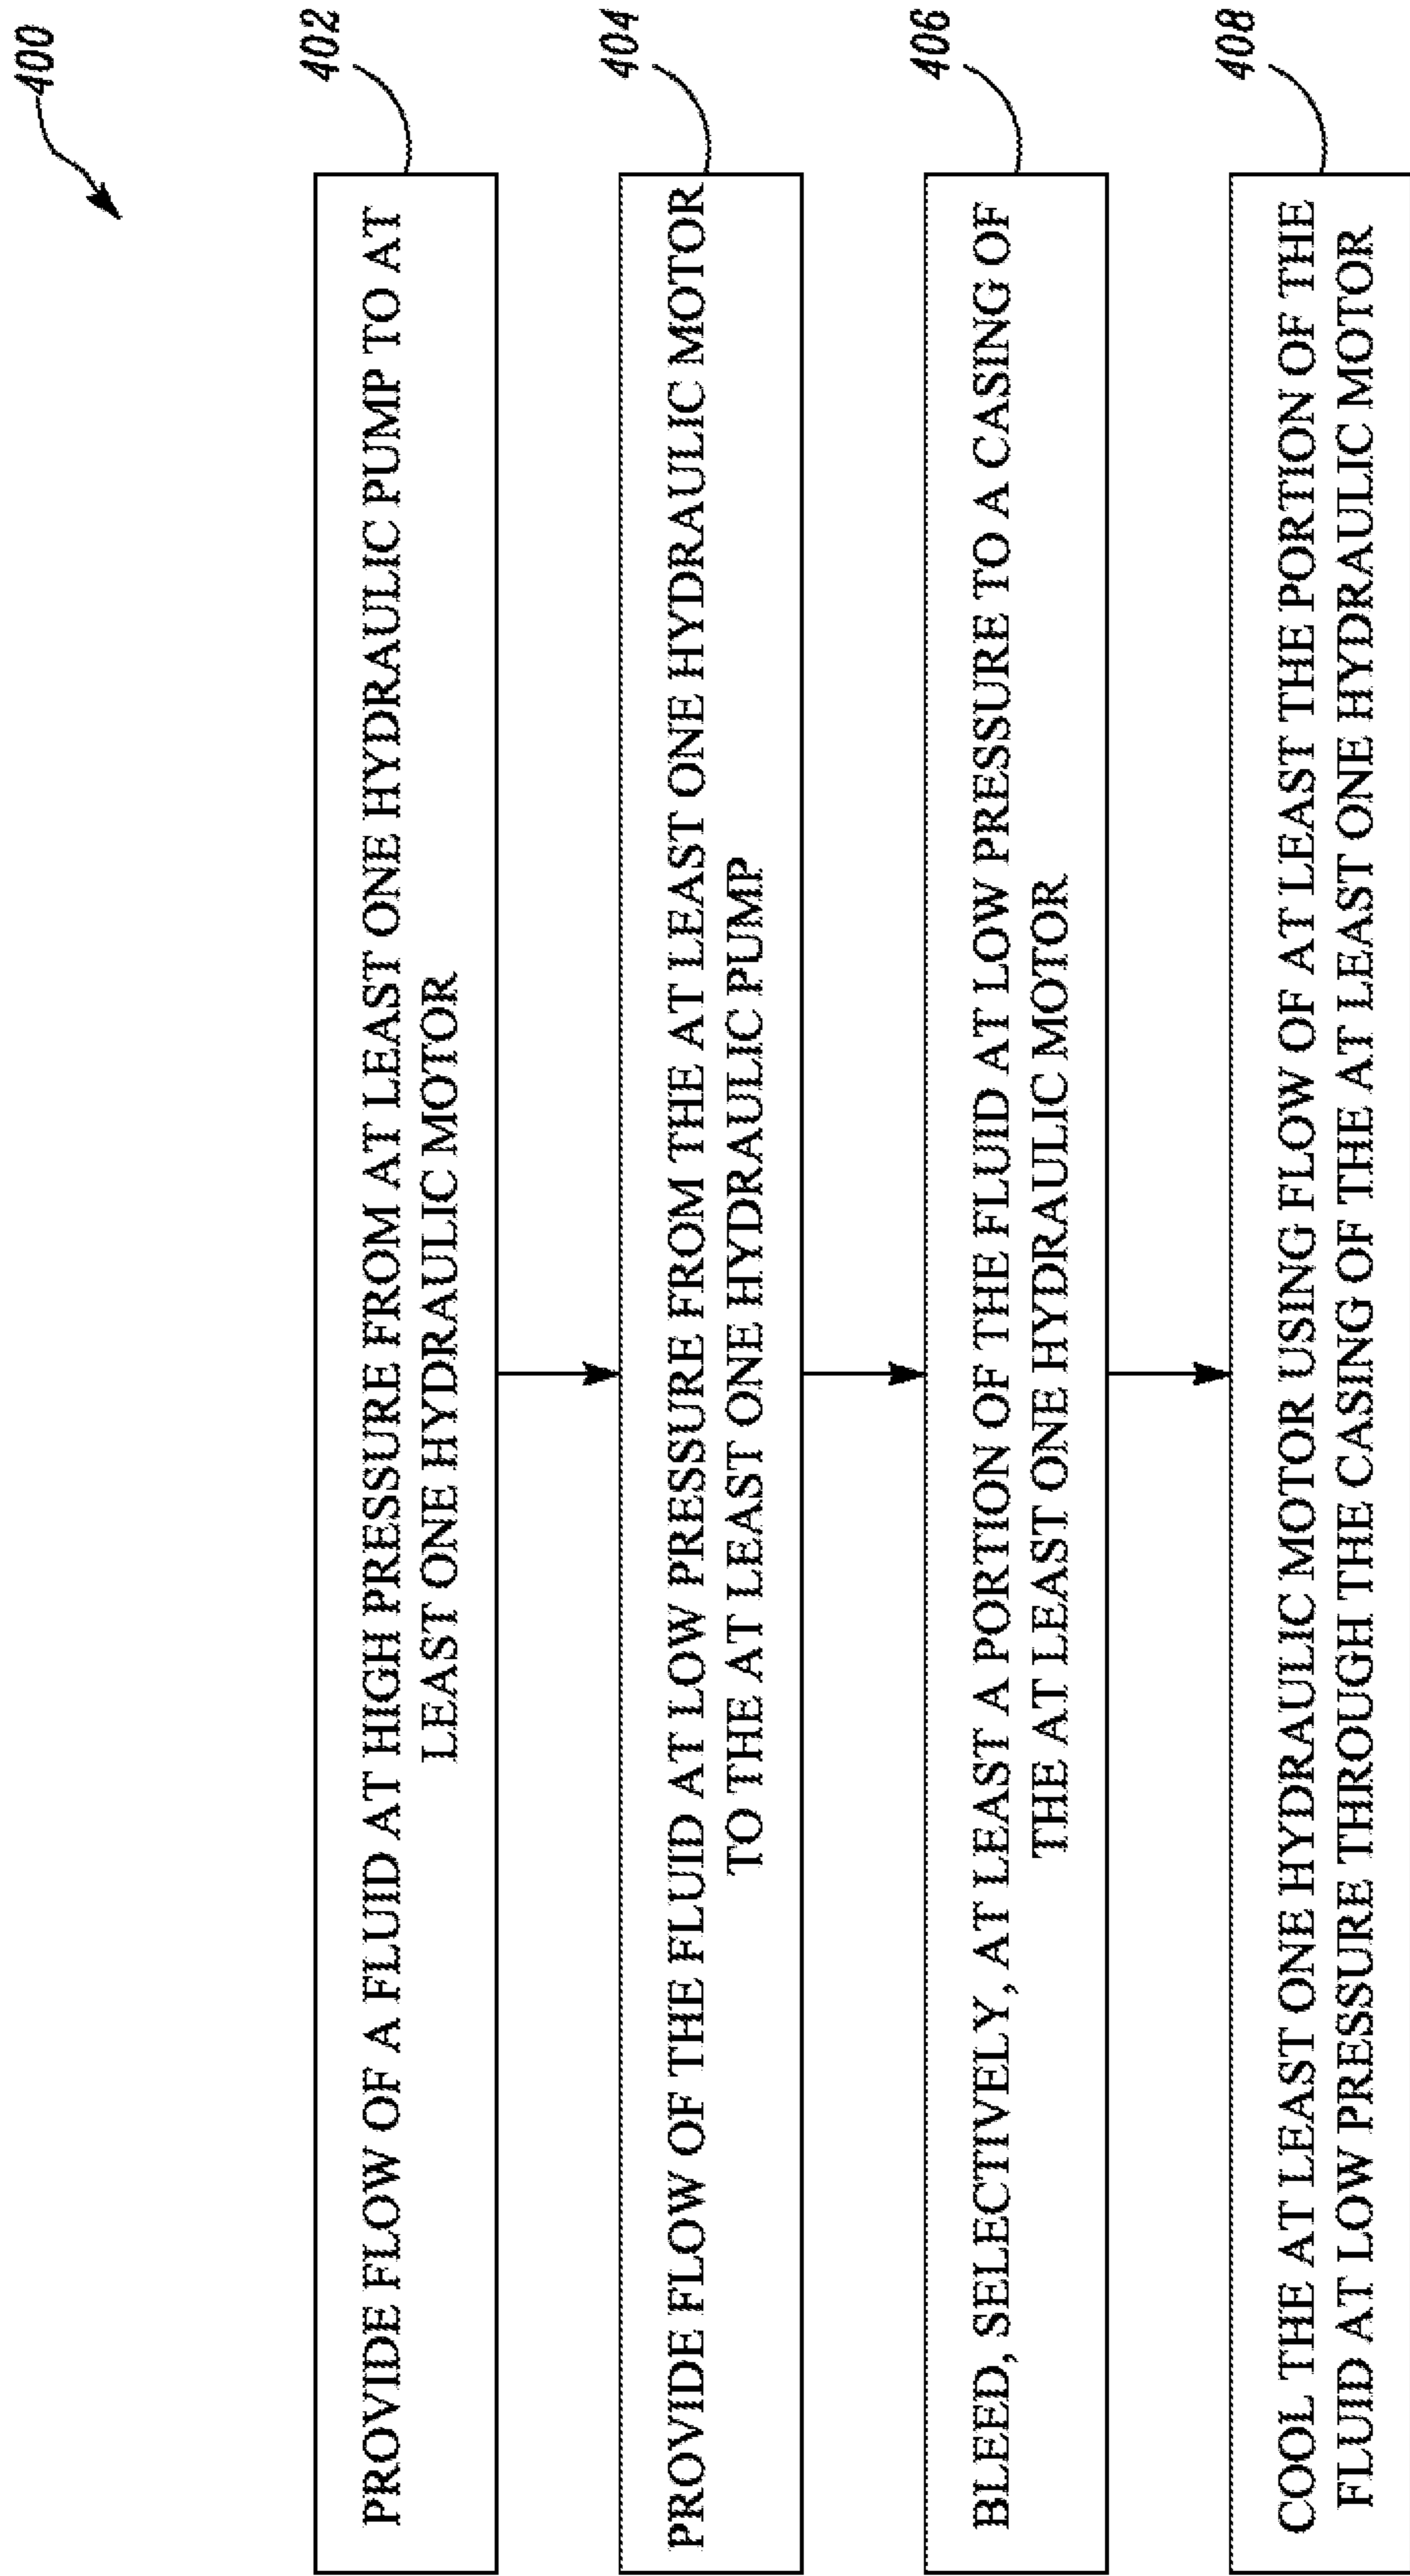 400
402
PROVIDE FLOW OF A FLUID AT HIGH PRESSURE FROM AT LEAST ONE HYDRAULIC PUMP TO AT
LEAST ONE HYDRAULIC MOTOR
404
PROVIDE FLOW OF THE FLUID AT LOW PRESSURE FROM THE AT LEAST ONE HYDRAULIC MOTOR
TO THE AT LEAST ONE HYDRAULIC PUMP
406
BLEED, SELECTIVELY, AT LEAST A PORTION OF THE FLUID AT LOW PRESSURE TO A CASING OF
THE AT LEAST ONE HYDRAULIC MOTOR
408
COOL THE AT LEAST ONE HYDRAULIC MOTOR USING FLOW OF AT LEAST THE PORTION OF THE
FLUID AT LOW PRESSURE THROUGH THE CASING OF THE AT LEAST ONE HYDRAULIC MOTOR